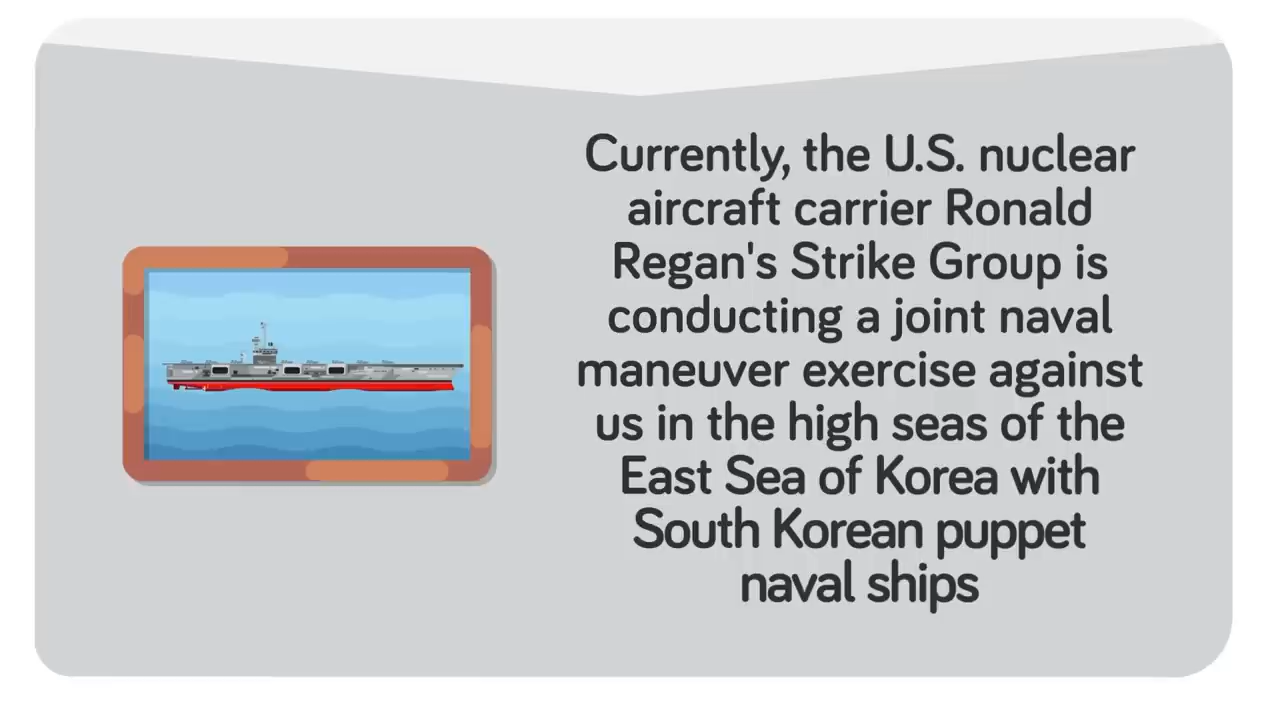 Currently, the U.S. nuclear
aircraft carrier Ronald
Regan's Strike Group is
conducting a joint naval
maneuver exercise against
us in the high seas of the
East Sea of Korea with
South Korean puppet
naval ships